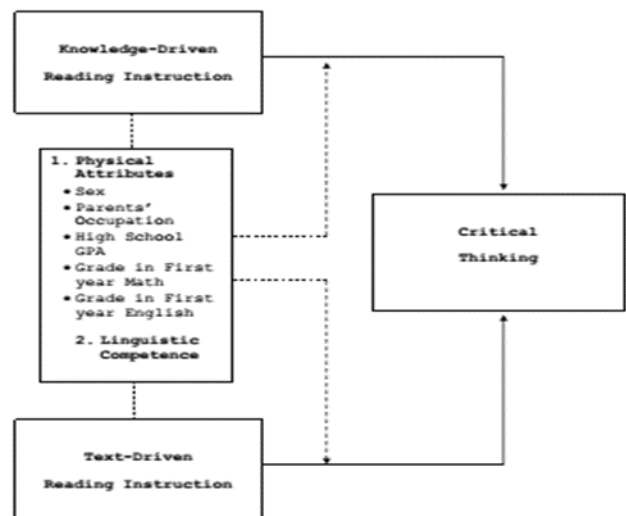 Knowledge-Driven
Reading Instruction
1. Physical
Attributes
• Sex
• Parents'
Occupation
• High School
GPA
• Grade in First
year Math
• Grade in First
year English
2. Linguistic
Competence
Critical
Thinking
Text-Driven
Reading Instruction